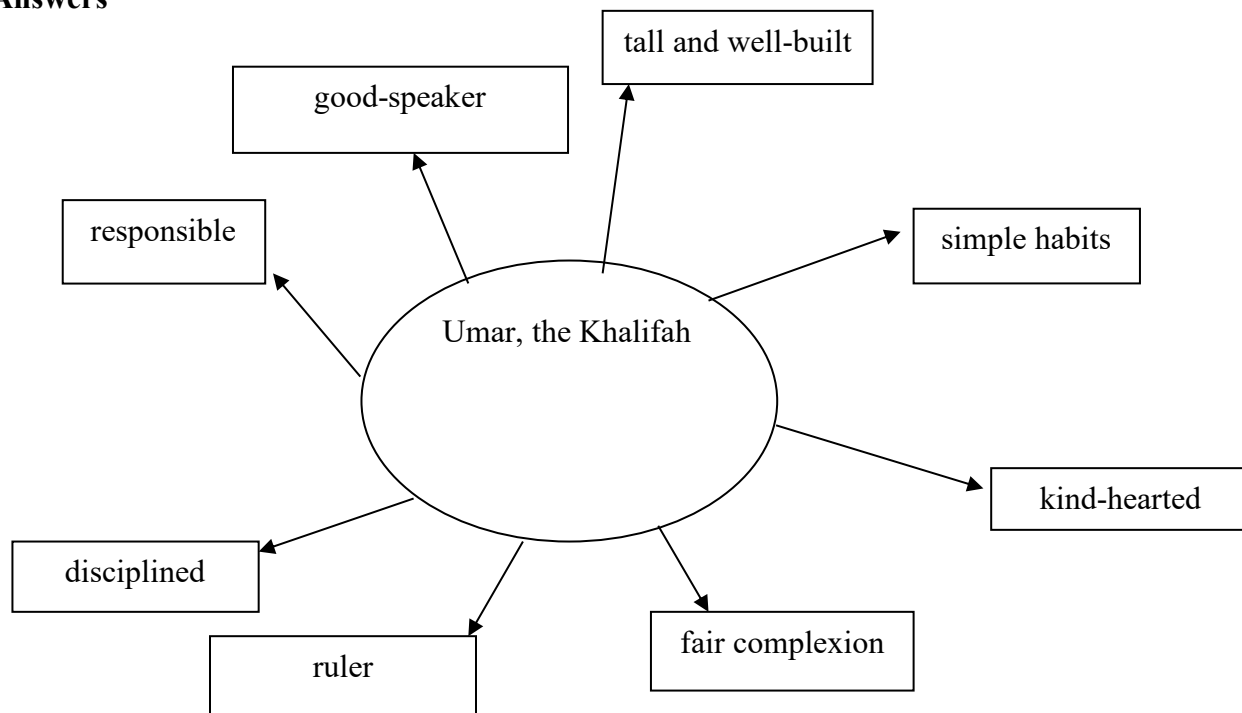 Answers
tall and well-built
good-speaker
responsible
simple habits
Umar, the Khalifah
kind-hearted
disciplined
fair complexion
ruler